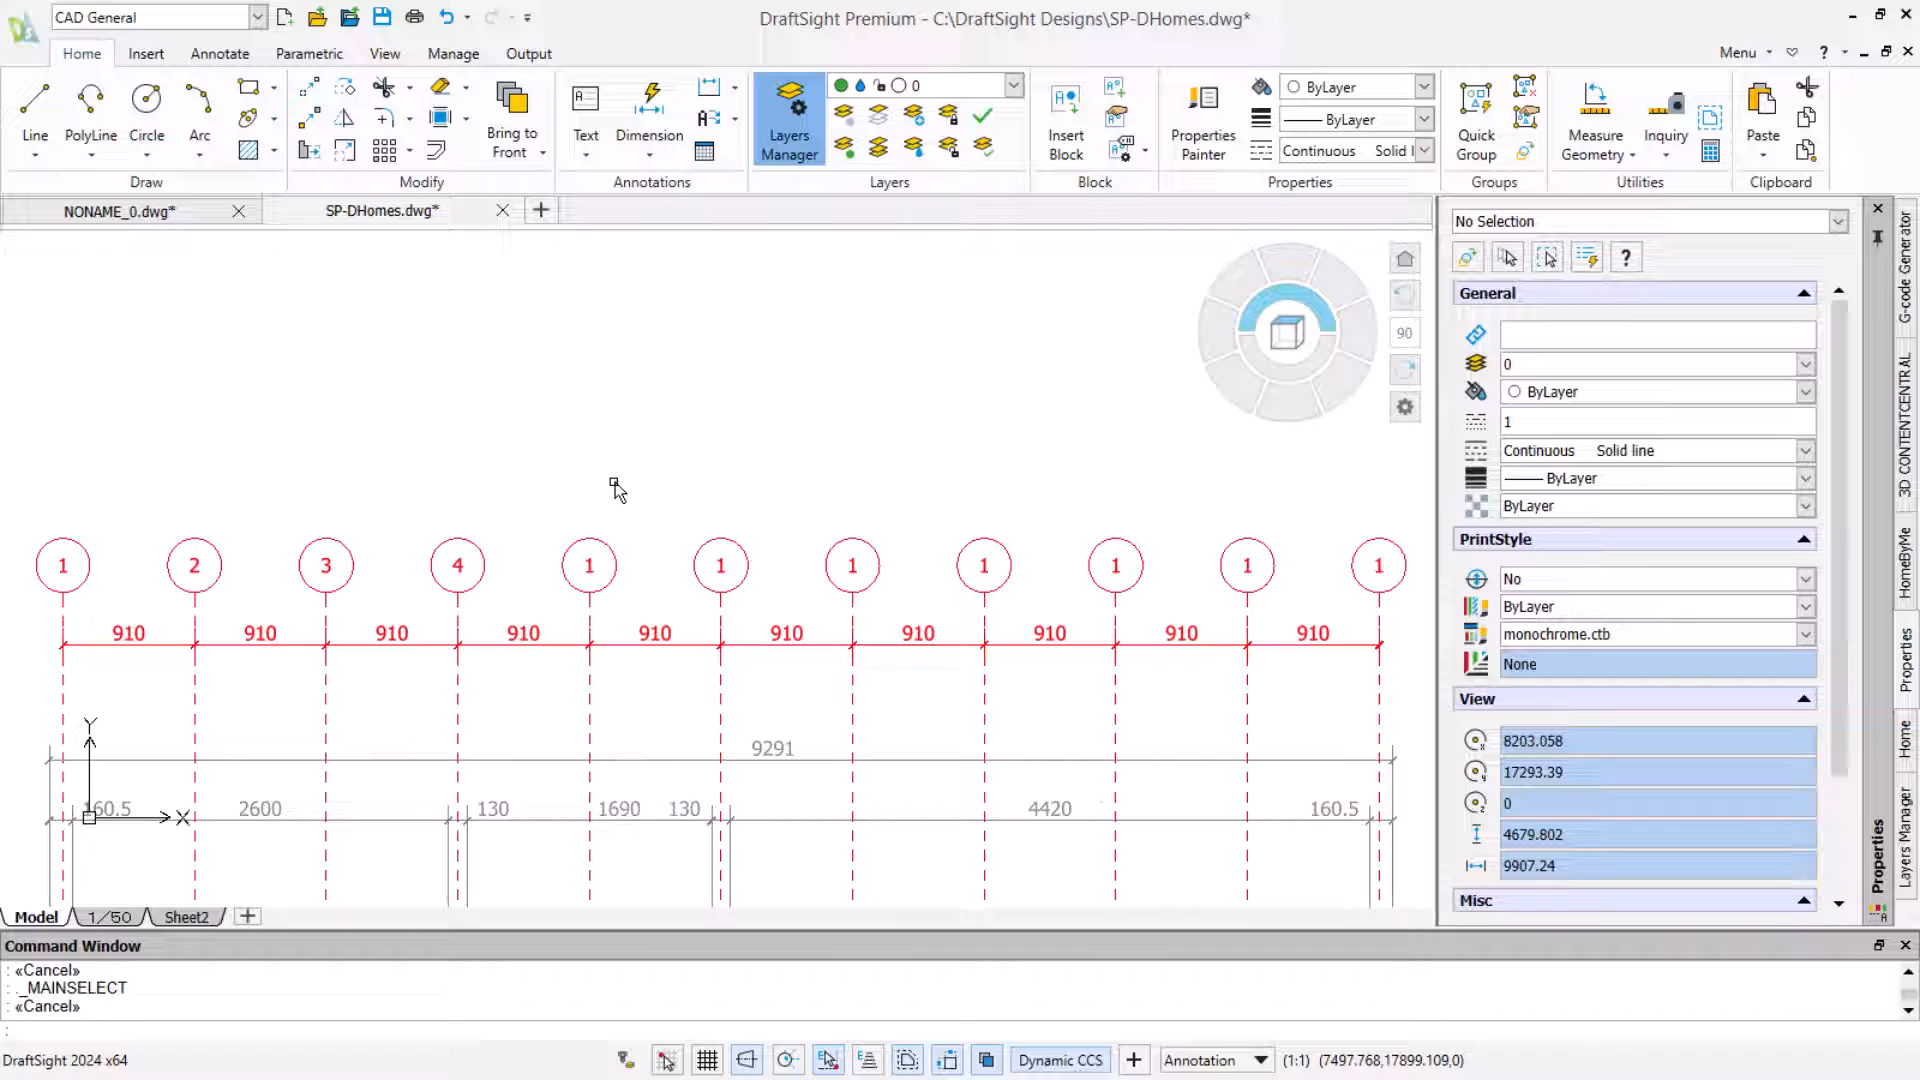 CAD General
DraftSight Premium - C:\DraftSight Designs\SP-DHomes.dwg*
Home Insert Annotate Parametric View Manage Output
Menu ?
Line PolyLine Circle Arc
Bring to Front
Text Dimension
Layers Manager
0
Insert Block
Properties Painter
ByLayer
ByLayer
Continuous Solid l
Quick Group
Measure Geometry
Inquiry
Paste
Draw Modify Annotations Layers Block Properties Groups Utilities Clipboard
NONAME_0.dwg* SP-DHomes.dwg*
90
1 2 3 4 1 1 1 1 1 1 1
910 910 910 910 910 910 910 910 910 910
9291
160.5 2600 130 1690 130 4420 160.5
Y
X
No Selection
?
General
0
ByLayer
1
Continuous Solid line
ByLayer
ByLayer
PrintStyle
No
ByLayer
monochrome.ctb
None
View
8203.058
17293.39
0
4679.802
9907.24
Misc
Properties
G-code Generator
3D CONTENTCENTRAL
HomeByMe
Properties
Home
Layers Manager
Model 1/50 Sheet2
Command Window
: «Cancel»
: _MAINSELECT
: «Cancel»
:
DraftSight 2024 x64
Dynamic CCS
Annotation
(1:1) (7497.768,17899.109,0)